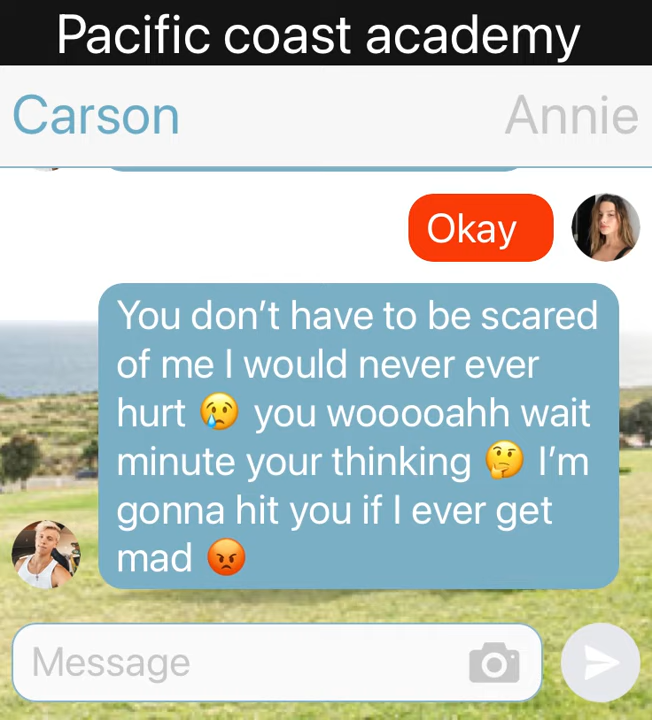 Pacific coast academy
Carson
Annie
Okay
You don't have to be scared
of me I would never ever
hurt 😢 you wooooahh wait
minute your thinking 🤔 I'm
gonna hit you if I ever get
mad 😡
Message